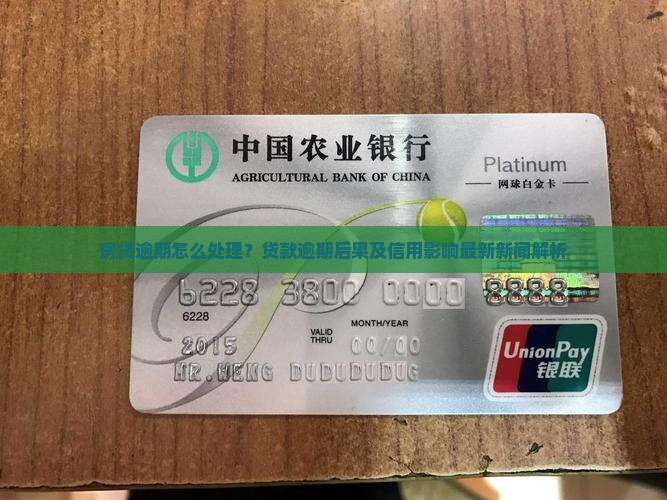 中国农业银行
AGRICULTURAL BANK OF CHINA
Platinum
网球白金卡
房贷逾期怎么处理？贷款逾期后果及信用影响最新新闻解析
6228 3800 0000 8888
6228
VALID THRU
MONTH/YEAR
2015
00/00
MR.WENG DUDUDUDUG
UnionPay
银联